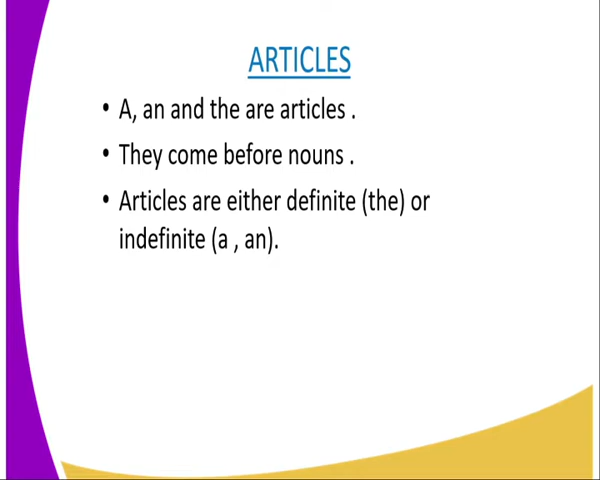 ARTICLES
• A, an and the are articles .
• They come before nouns .
• Articles are either definite (the) or
indefinite (a , an).